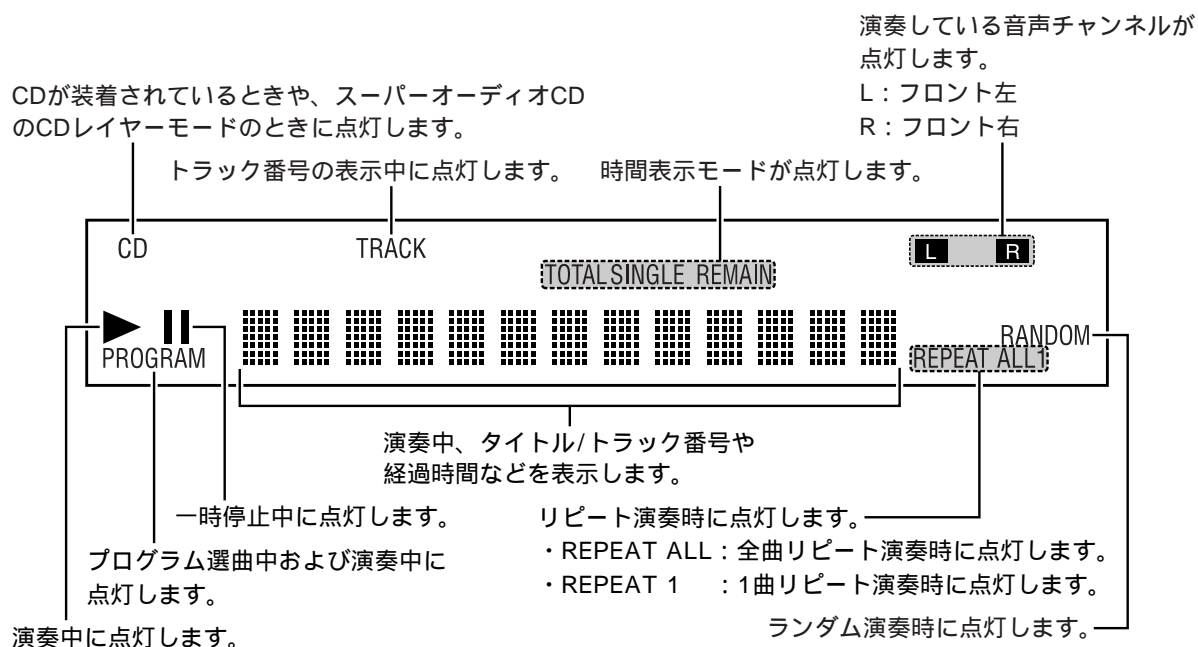 演奏している音声チャンネルが
点灯します。
L：フロント左
R：フロント右
CDが装着されているときや、スーパーオーディオCD
のCDレイヤーモードのときに点灯します。
トラック番号の表示中に点灯します。
時間表示モードが点灯します。
CD
TRACK
TOTAL SINGLE REMAIN
L R
PROGRAM
RANDOM
REPEAT ALL1
演奏中、タイトル/トラック番号や
経過時間などを表示します。
一時停止中に点灯します。
プログラム選曲中および演奏中に
点灯します。
演奏中に点灯します。
リピート演奏時に点灯します。
・REPEAT ALL：全曲リピート演奏時に点灯します。
・REPEAT 1　：1曲リピート演奏時に点灯します。
ランダム演奏時に点灯します。